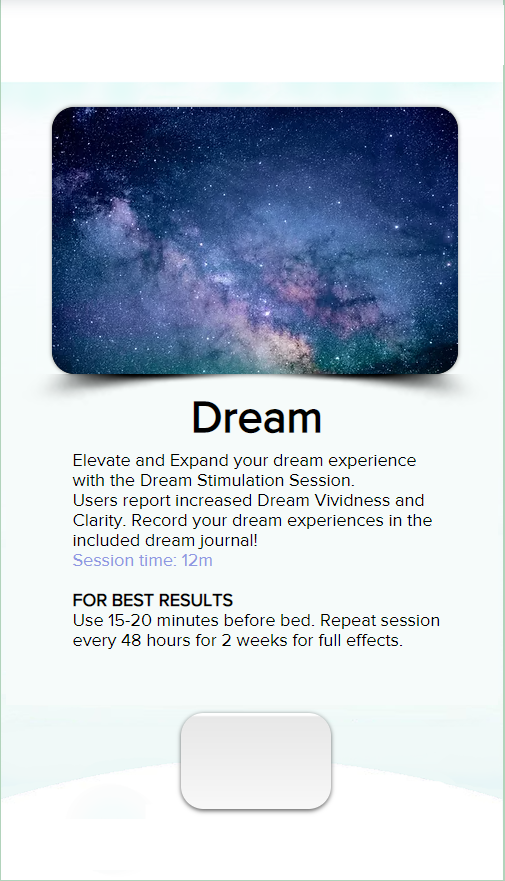 Dream
Elevate and Expand your dream experience
with the Dream Stimulation Session.
Users report increased Dream Vividness and
Clarity. Record your dream experiences in the
included dream journal!
Session time: 12m
FOR BEST RESULTS
Use 15-20 minutes before bed. Repeat session
every 48 hours for 2 weeks for full effects.